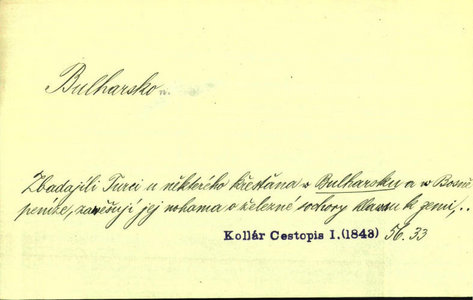 Bulharsko
Zbadajíli Turci u některého křesťana v Bulharsku a v Bosně
peníze, zavěšují jej nohama o železné sochory hlavou k zemi, ..
Kollár Cestopis I.(1843) 56. 33